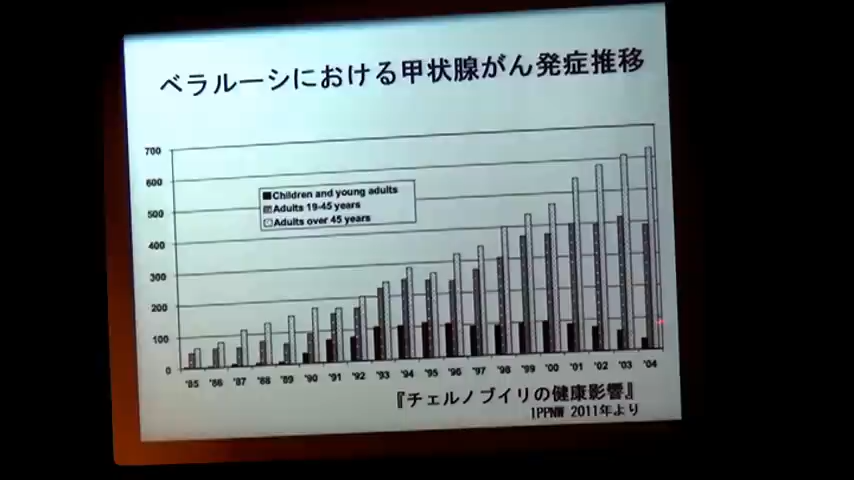 ベラルーシにおける甲状腺がん発症推移
700
600
500
400
300
200
100
0
Children and young adults
Adults 19-45 years
Adults over 45 years
'85 '86 '87 '88 '89 '90 '91 '92 '93 '94 '95 '96 '97 '98 '99 '00 '01 '02 '03 '04
『チェルノブイリの健康影響』
IPPNW 2011年より